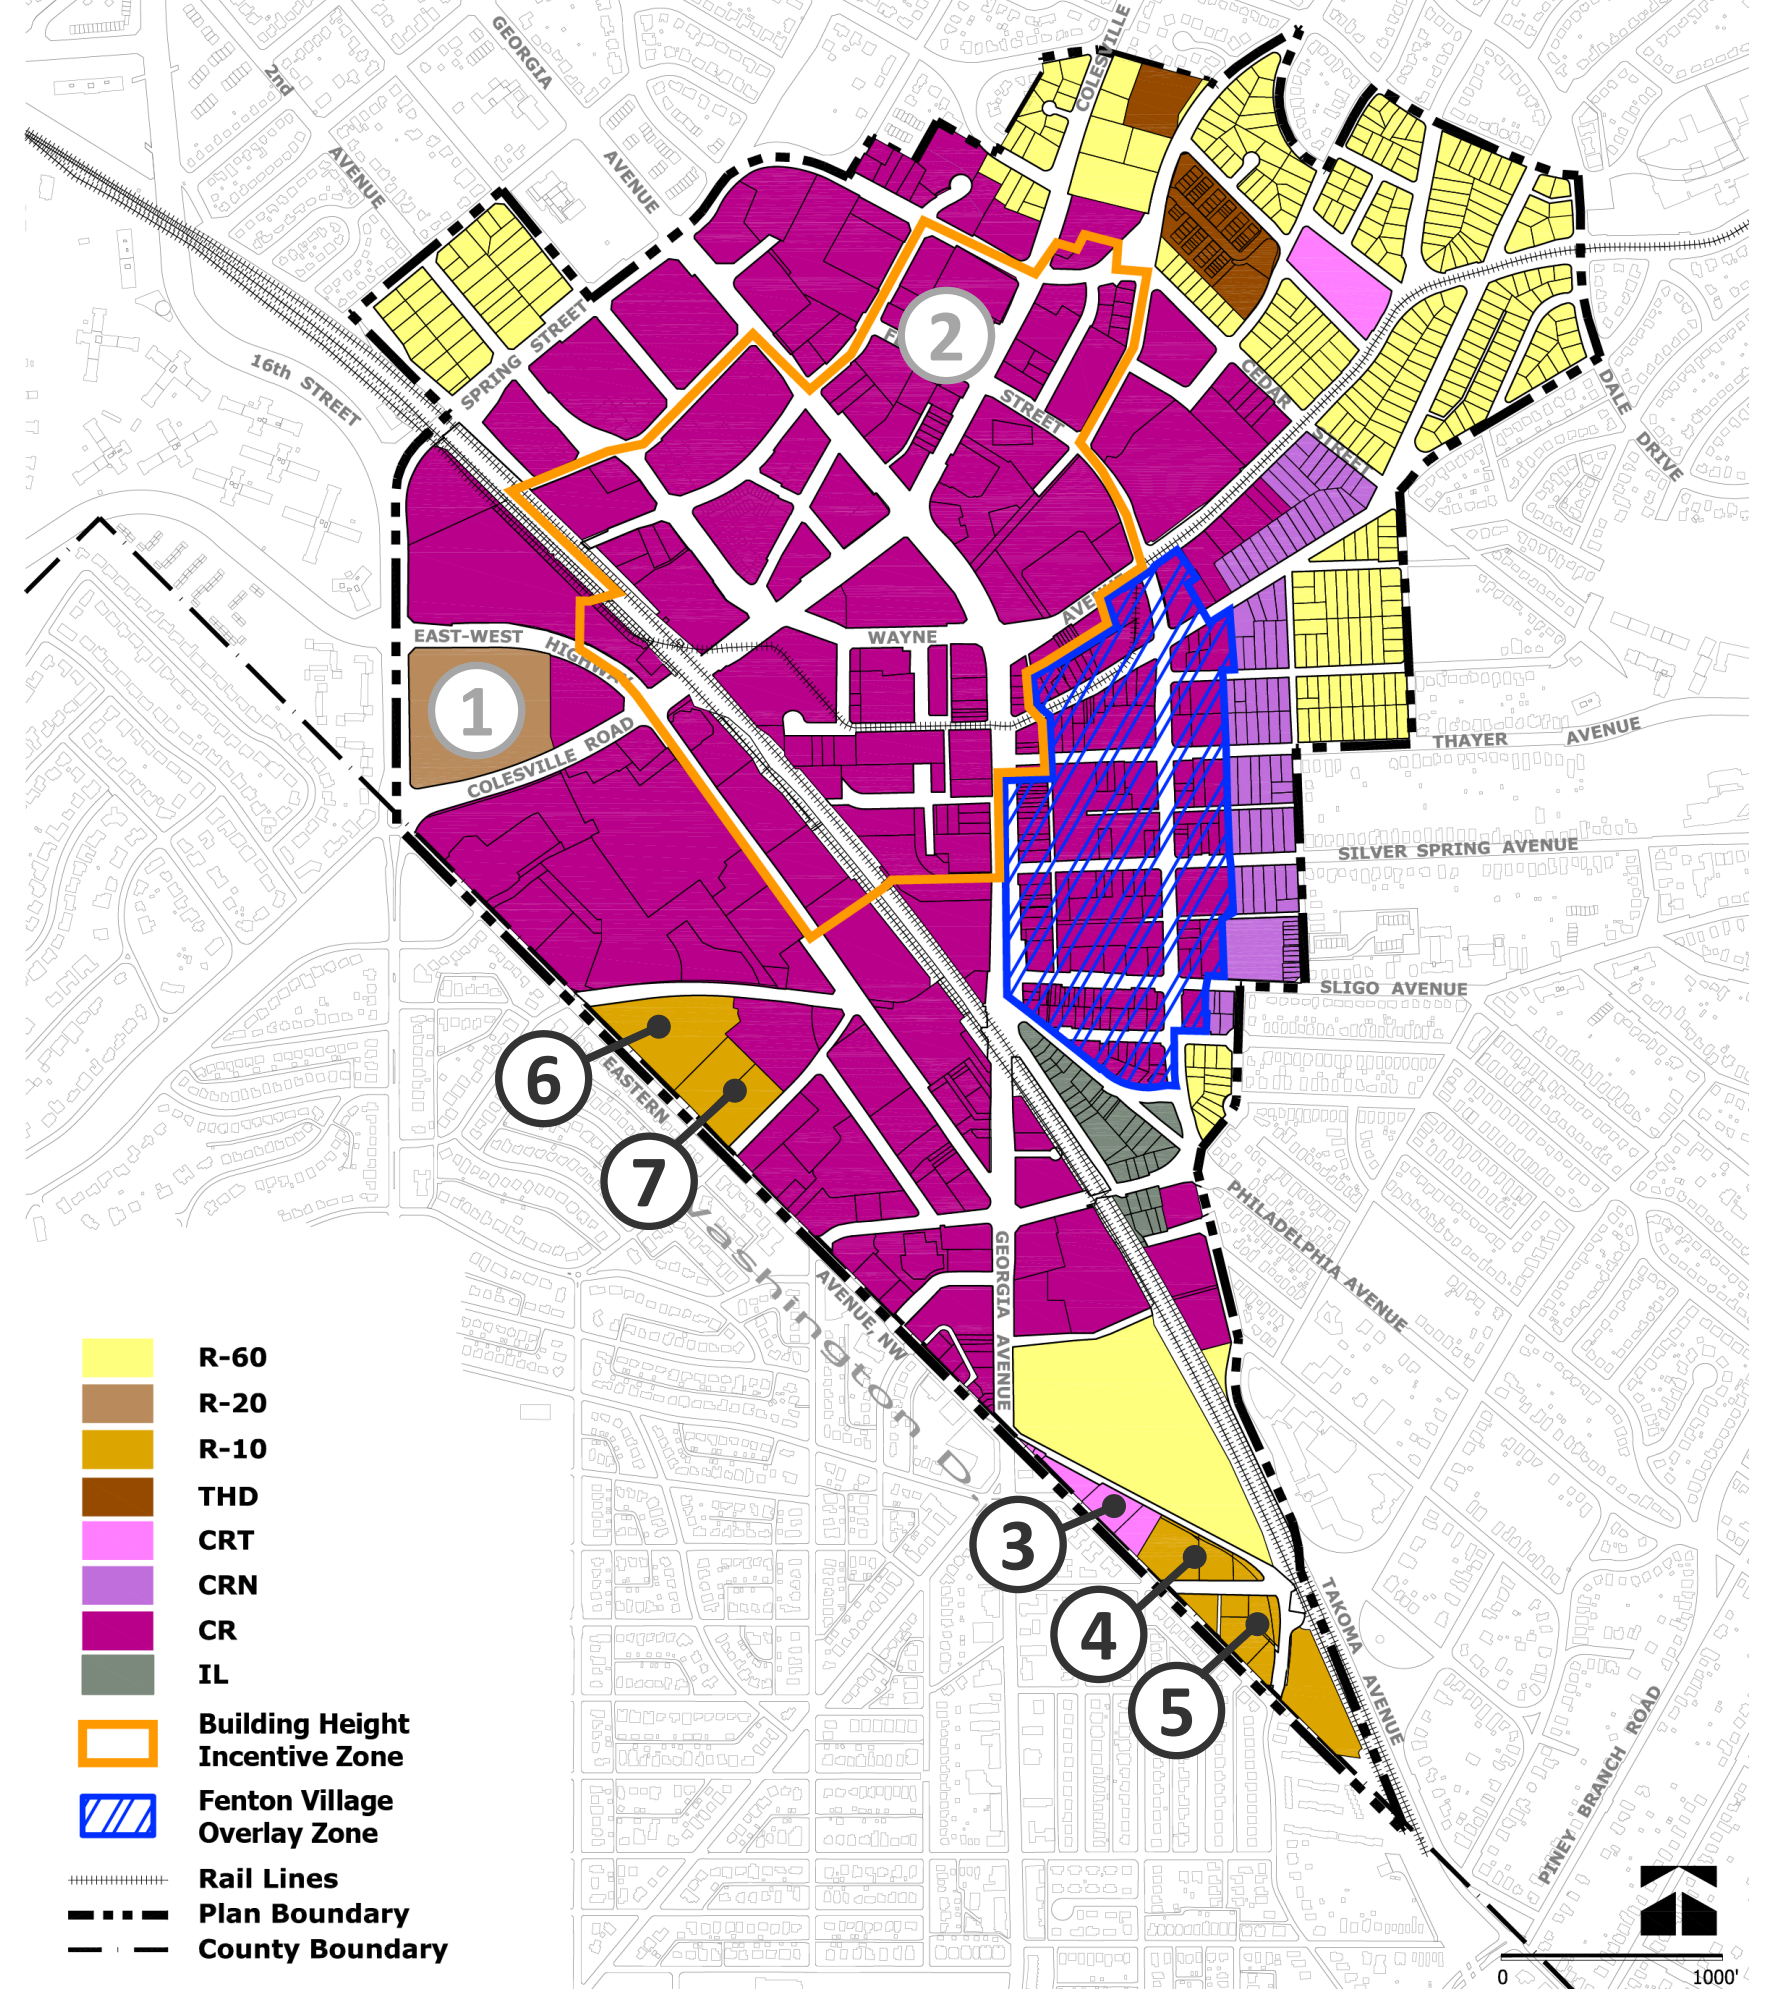 GEORGIA
AVENUE
2nd
AVENUE
COLESVILLE
16th STREET
SPRING STREET
2
STREET
CEDAR
STREET
DALE
DRIVE
EAST-WEST
HIGHWAY
WAYNE
AVENUE
1
COLESVILLE ROAD
THAYER AVENUE
SILVER SPRING AVENUE
SLIGO AVENUE
6
7
EASTERN
AVENUE, NW
Washington D.
PHILADELPHIA AVENUE
GEORGIA AVENUE
3
4
5
TAKOMA AVENUE
PINEY BRANCH ROAD
R-60
R-20
R-10
THD
CRT
CRN
CR
IL
Building Height
Incentive Zone
Fenton Village
Overlay Zone
Rail Lines
Plan Boundary
County Boundary
0 1000'